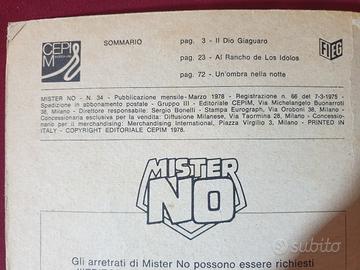 CEPIM
SOMMARIO
pag. 3 - Il Dio Giaguaro
pag. 23 - Al Rancho de Los Idolos
pag. 72 - Un'ombra nella notte
FIEG
MISTER NO - N. 34 - Pubblicazione mensile - Marzo 1978 - Registrazione n. 66 del 7-3-1975 -
Spedizione in abbonamento postale - Gruppo III - Editoriale CEPIM, Via Michelangelo Buonarroti
38, Milano - Direttore responsabile: Sergio Bonelli - Stampa Eurograph, Via Oroboni 38, Milano -
Concessionaria esclusiva per la vendita: Diffusione Milanese, Via Taormina 28, Milano - Concessio-
nario per il merchandising: Merchandising International, Piazza Virgilio 3, Milano - PRINTED IN
ITALY - COPYRIGHT EDITORIALE CEPIM 1978.
MISTER
NO
Gli arretrati di Mister No possono essere richiesti
subito.it